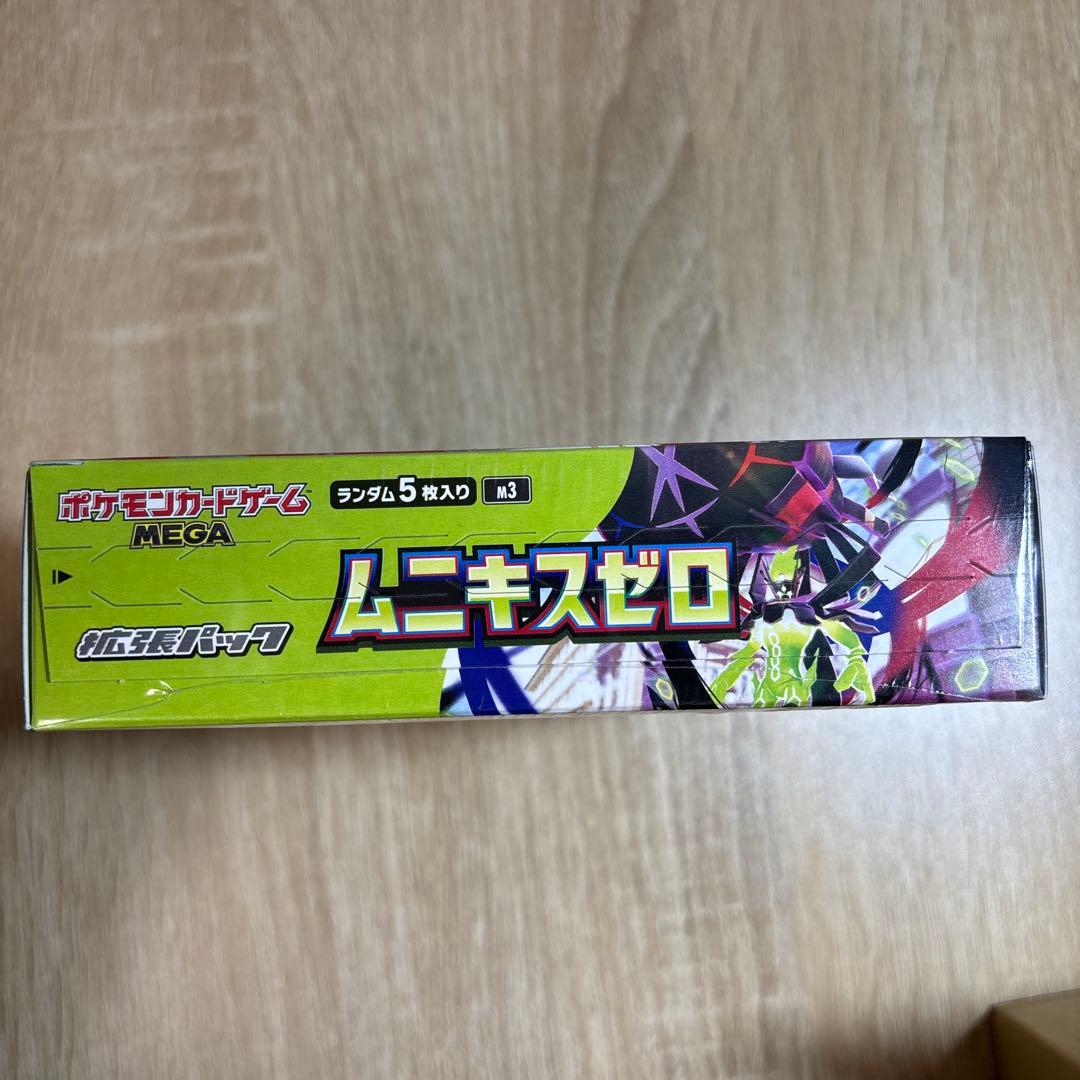 ポケモンカードゲーム
MEGA
ランダム5枚入り M3
ムニキスゼロ
拡張パック